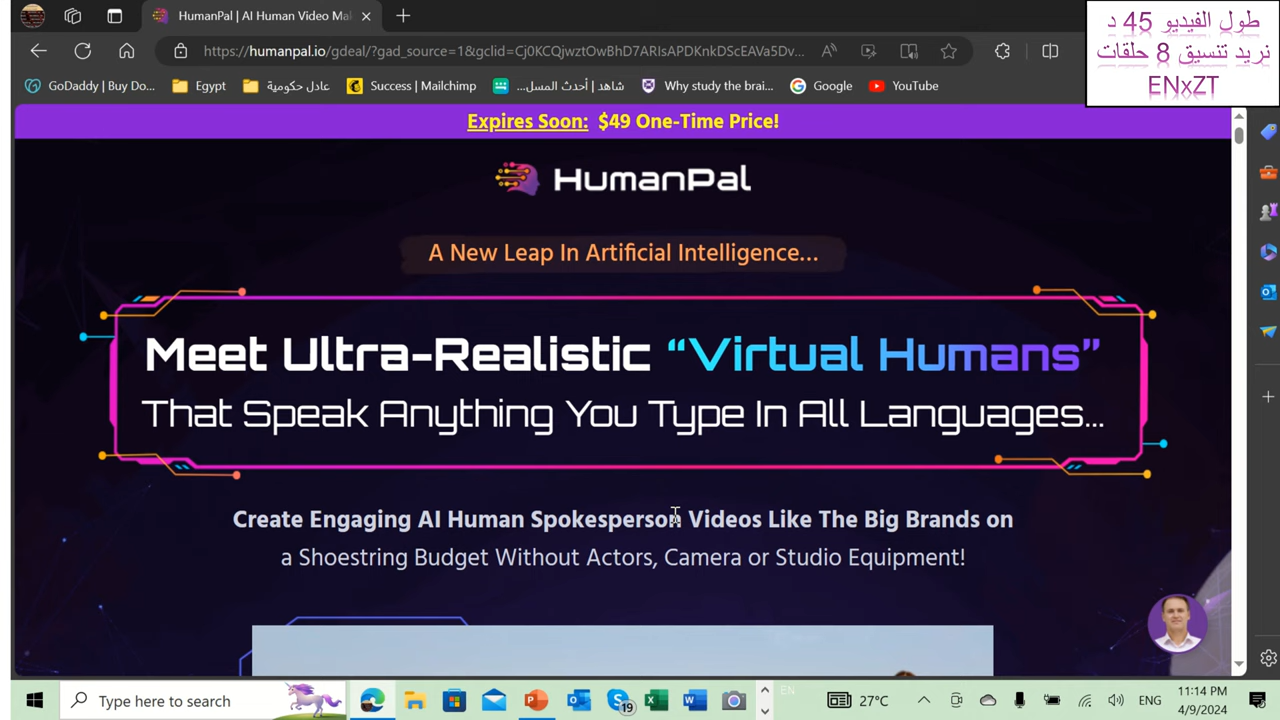 HumanPal | AI Human Video Mak
طول الفيديو 45 د
نريد تنسيق 8 حلقات
ENxZT
https://humanpal.io/gdeal/?gad_source=1&gclid=Cj0KCQjwztOwBhD7ARIsAPDKnkDScEAVa5Dv...
GoDaddy | Buy Do...
Egypt
عادل حكومية
Success | Mailchimp
شاهد | أحدث المسل...
Why study the brai...
Google
YouTube
Expires Soon: $49 One-Time Price!
HumanPal
A New Leap In Artificial Intelligence...
Meet Ultra-Realistic “Virtual Humans”
That Speak Anything You Type In All Languages...
Create Engaging AI Human Spokesperson Videos Like The Big Brands on
a Shoestring Budget Without Actors, Camera or Studio Equipment!
Type here to search
19
EN
27°C
ENG
11:14 PM
4/9/2024